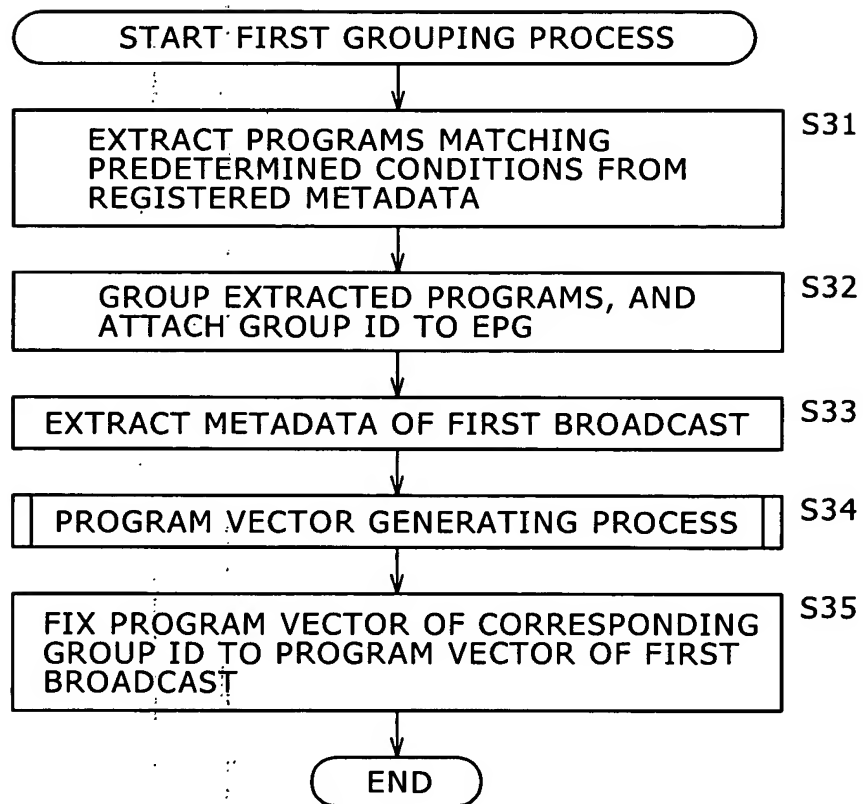 START FIRST GROUPING PROCESS
S31
EXTRACT PROGRAMS MATCHING
PREDETERMINED CONDITIONS FROM
REGISTERED METADATA
S32
GROUP EXTRACTED PROGRAMS, AND
ATTACH GROUP ID TO EPG
S33
EXTRACT METADATA OF FIRST BROADCAST
S34
PROGRAM VECTOR GENERATING PROCESS
S35
FIX PROGRAM VECTOR OF CORRESPONDING
GROUP ID TO PROGRAM VECTOR OF FIRST
BROADCAST
END